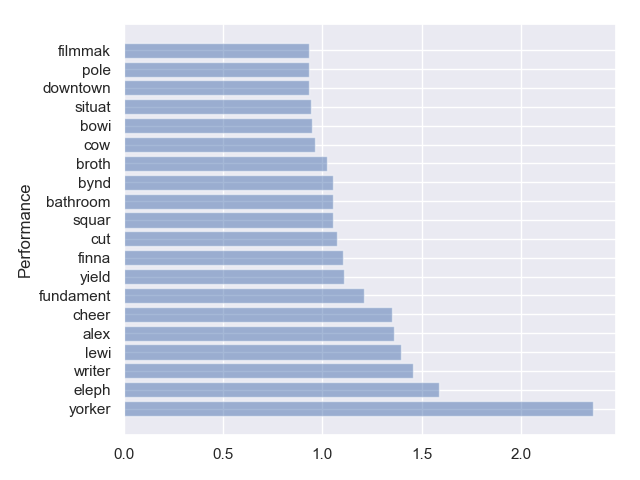 filmmak
pole
downtown
situat
bowi
cow
broth
bynd
bathroom
squar
cut
finna
yield
fundament
cheer
alex
lewi
writer
eleph
yorker
Performance
0.0 0.5 1.0 1.5 2.0